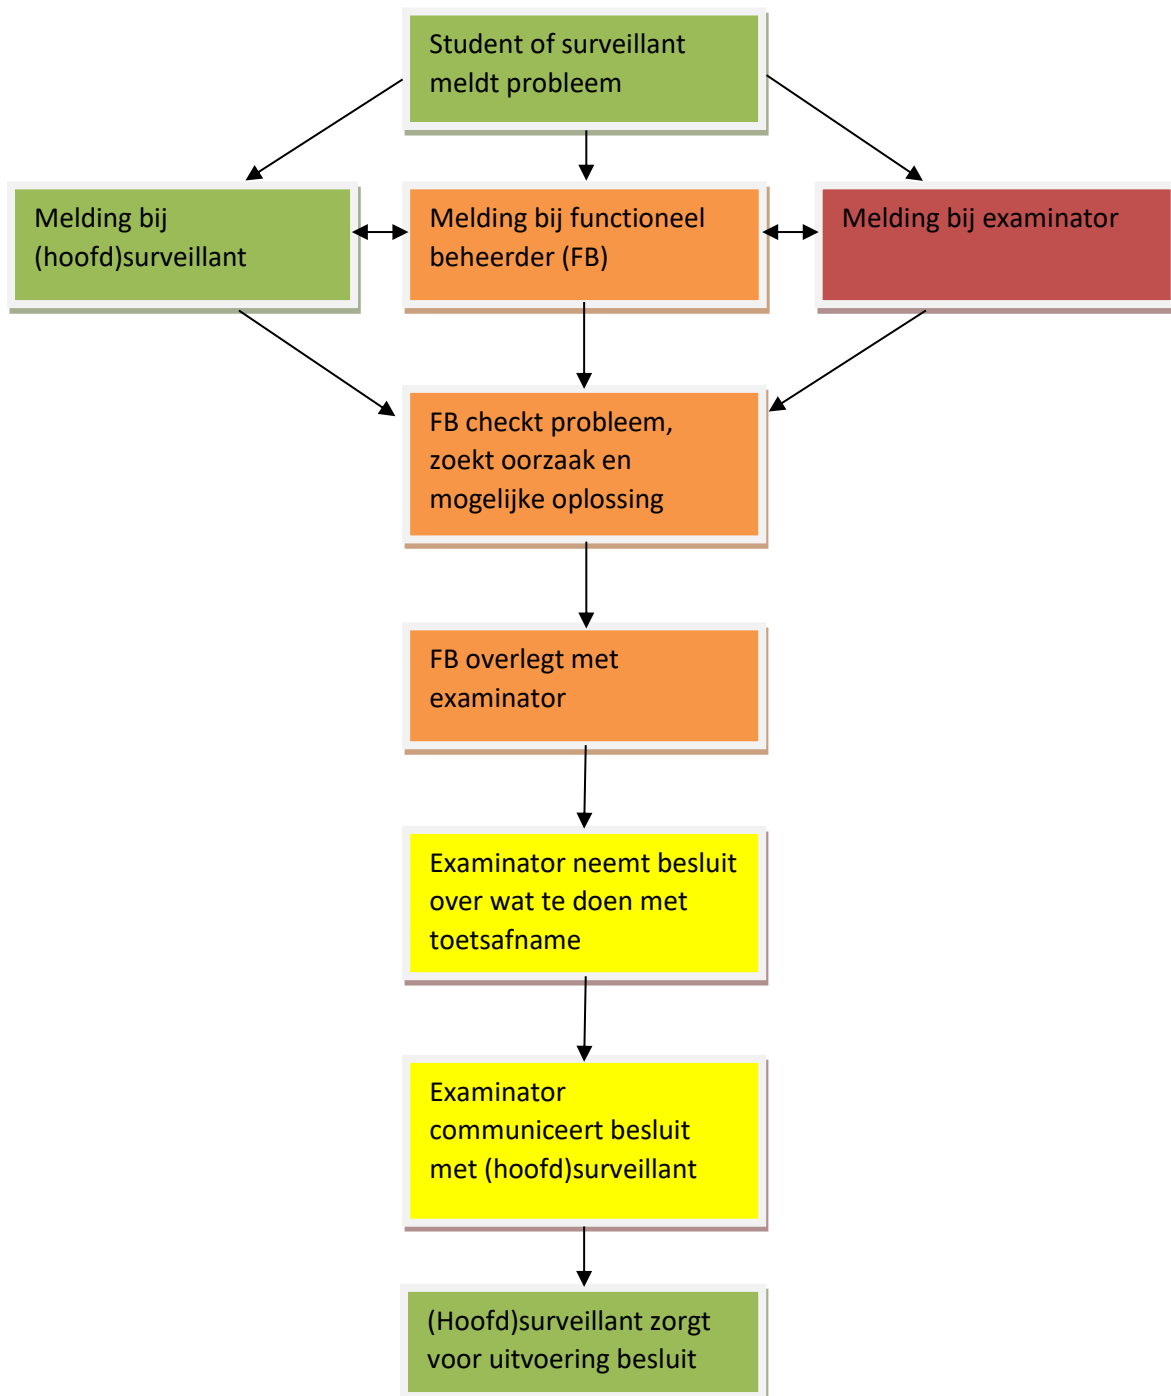 Student of surveillant
meldt probleem
Melding bij
(hoofd)surveillant
Melding bij functioneel
beheerder (FB)
Melding bij examinator
FB checkt probleem,
zoekt oorzaak en
mogelijke oplossing
FB overlegt met
examinator
Examinator neemt besluit
over wat te doen met
toetsafname
Examinator
communiceert besluit
met (hoofd)surveillant
(Hoofd)surveillant zorgt
voor uitvoering besluit